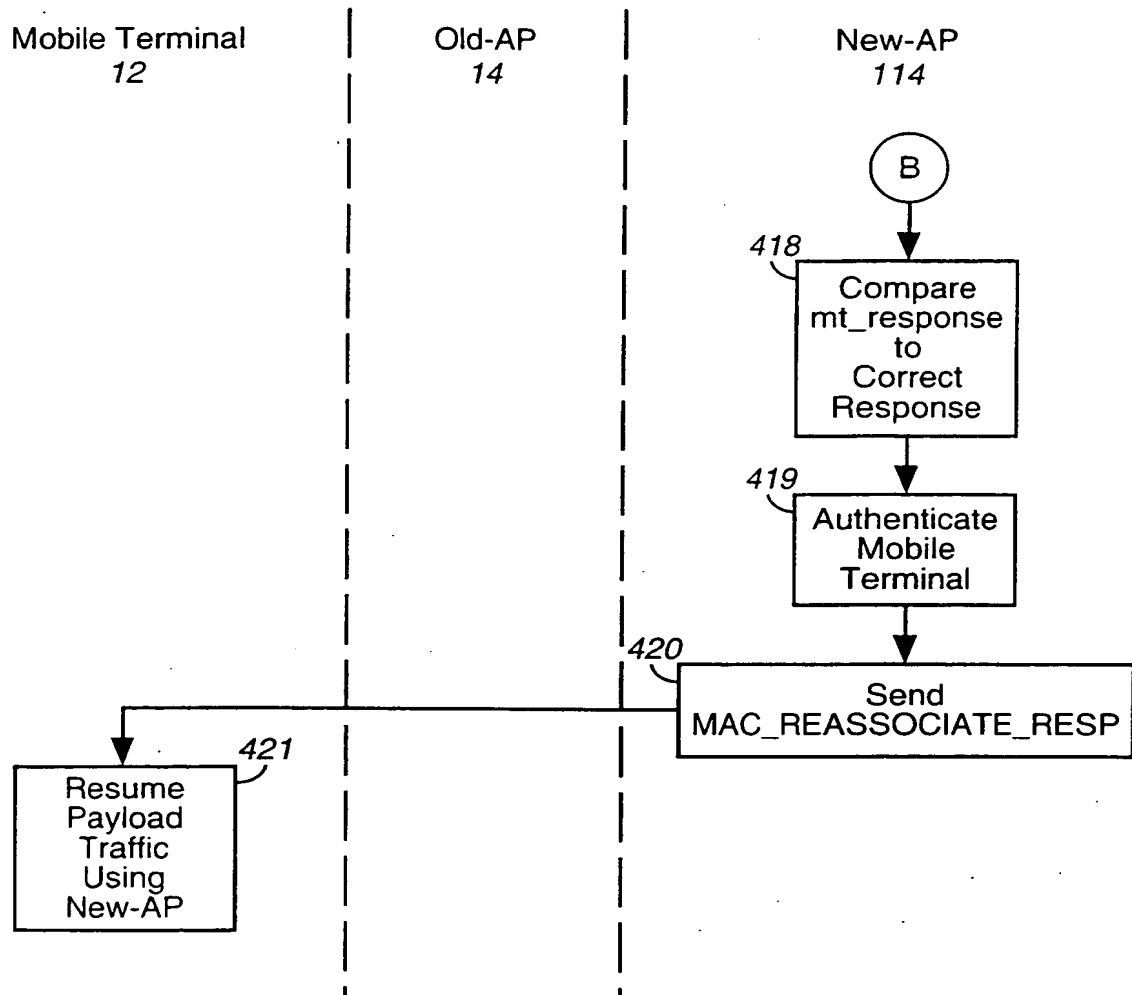 Mobile Terminal
12
Old-AP
14
New-AP
114
B
418
Compare
mt_response
to
Correct
Response
419
Authenticate
Mobile
Terminal
420
Send
MAC_REASSOCIATE_RESP
421
Resume
Payload
Traffic
Using
New-AP